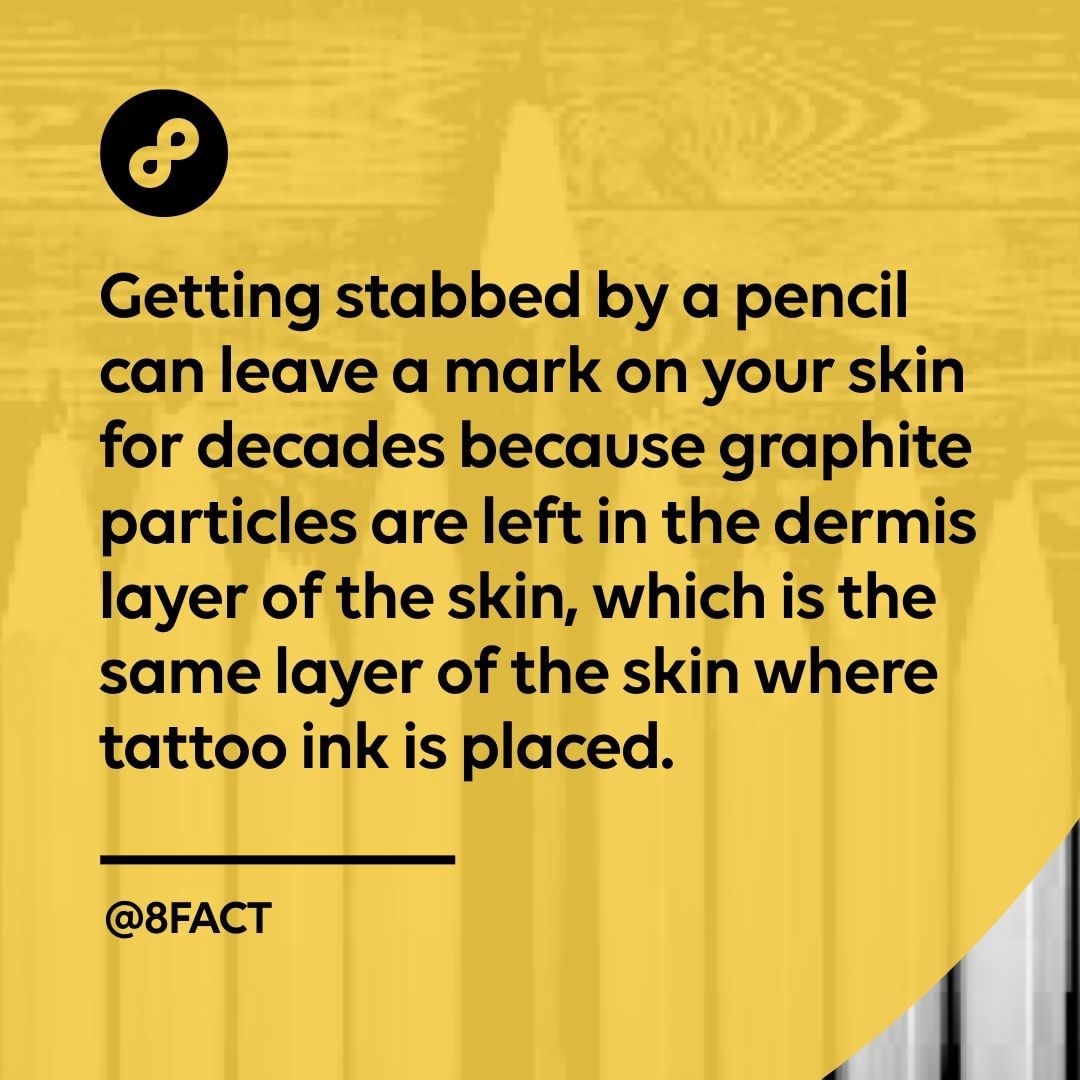 Getting stabbed by a pencil
can leave a mark on your skin
for decades because graphite
particles are left in the dermis
layer of the skin, which is the
same layer of the skin where
tattoo ink is placed.
@8FACT